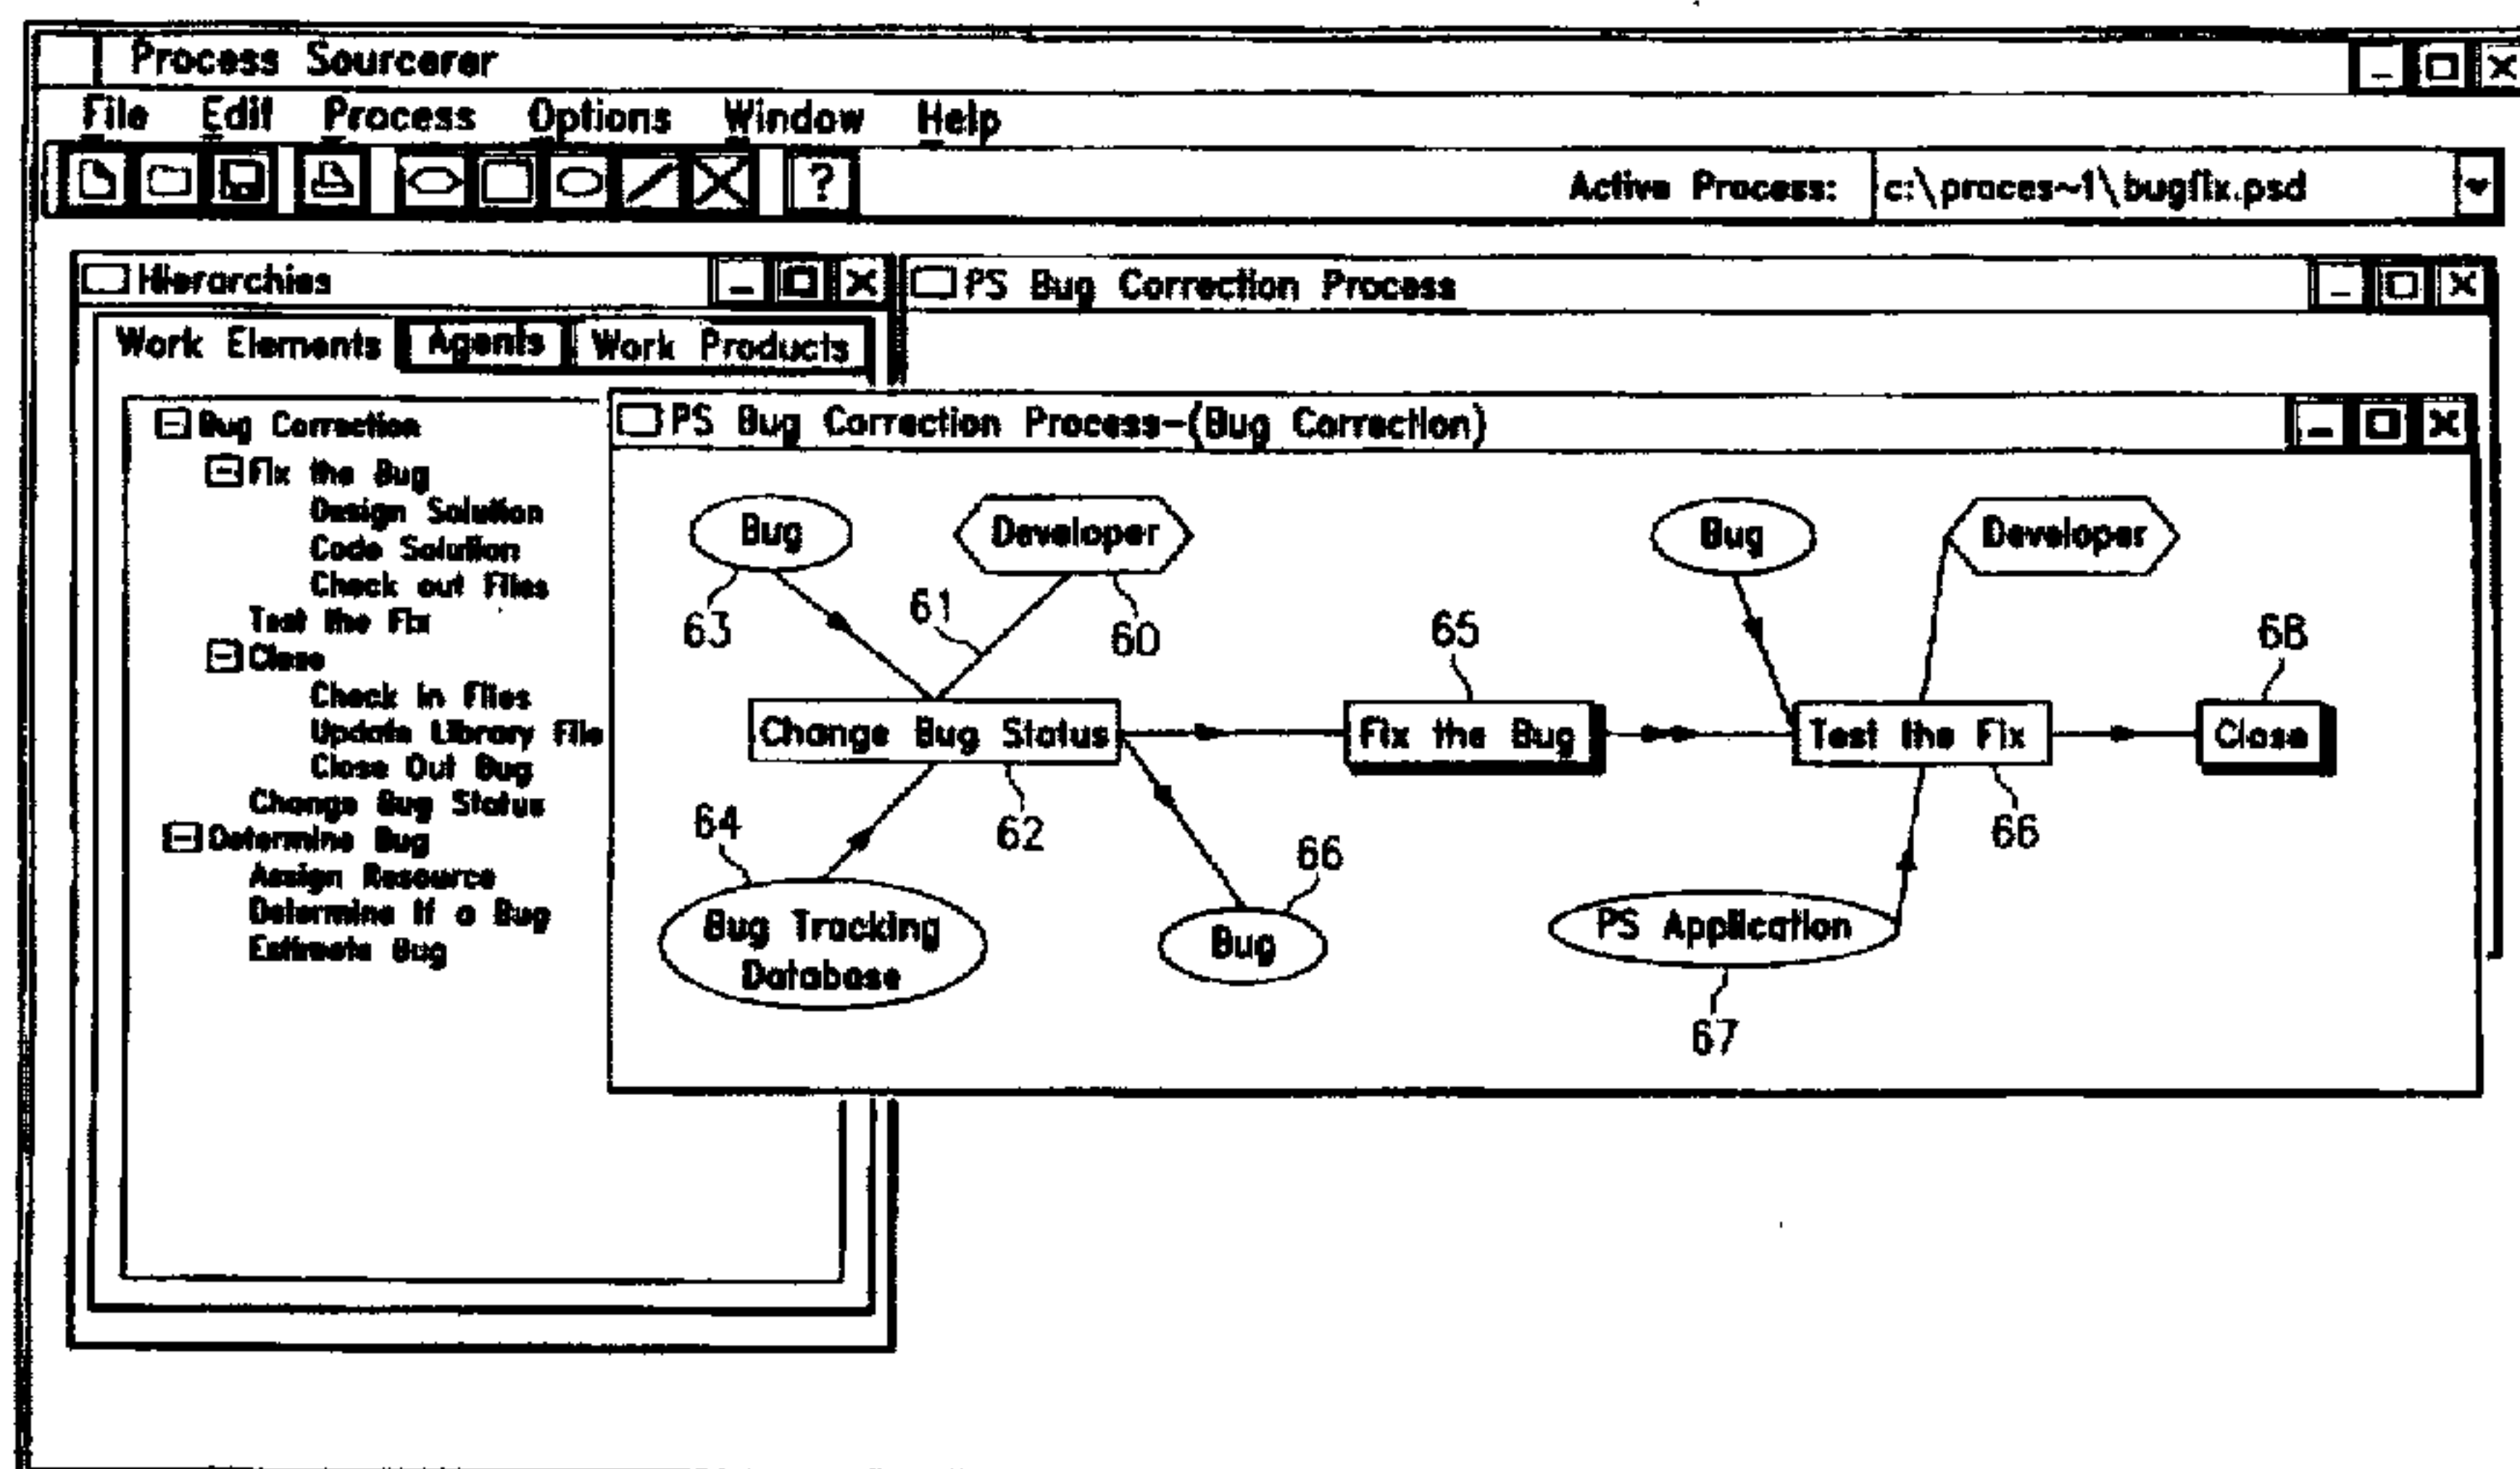 Process Sourcerer
File Edit Process Options Window Help
? Active Process: c:\proces~1\bugfix.psd
Hierarchies
PS Bug Correction Process
Work Elements Agents Work Products
PS Bug Correction Process-(Bug Correction)
Bug Correction
Fix the Bug
Design Solution
Code Solution
Check out Files
Test the Fix
Close
Check in Files
Update Library File
Close Out Bug
Change Bug Status
Determine Bug
Assign Resource
Determine if a Bug
Estimate Bug
Bug Developer Bug Developer
63 61 60 65 68
Change Bug Status Fix the Bug Test the Fix Close
64 62 66 66
Bug Tracking
Database
Bug
PS Application
67